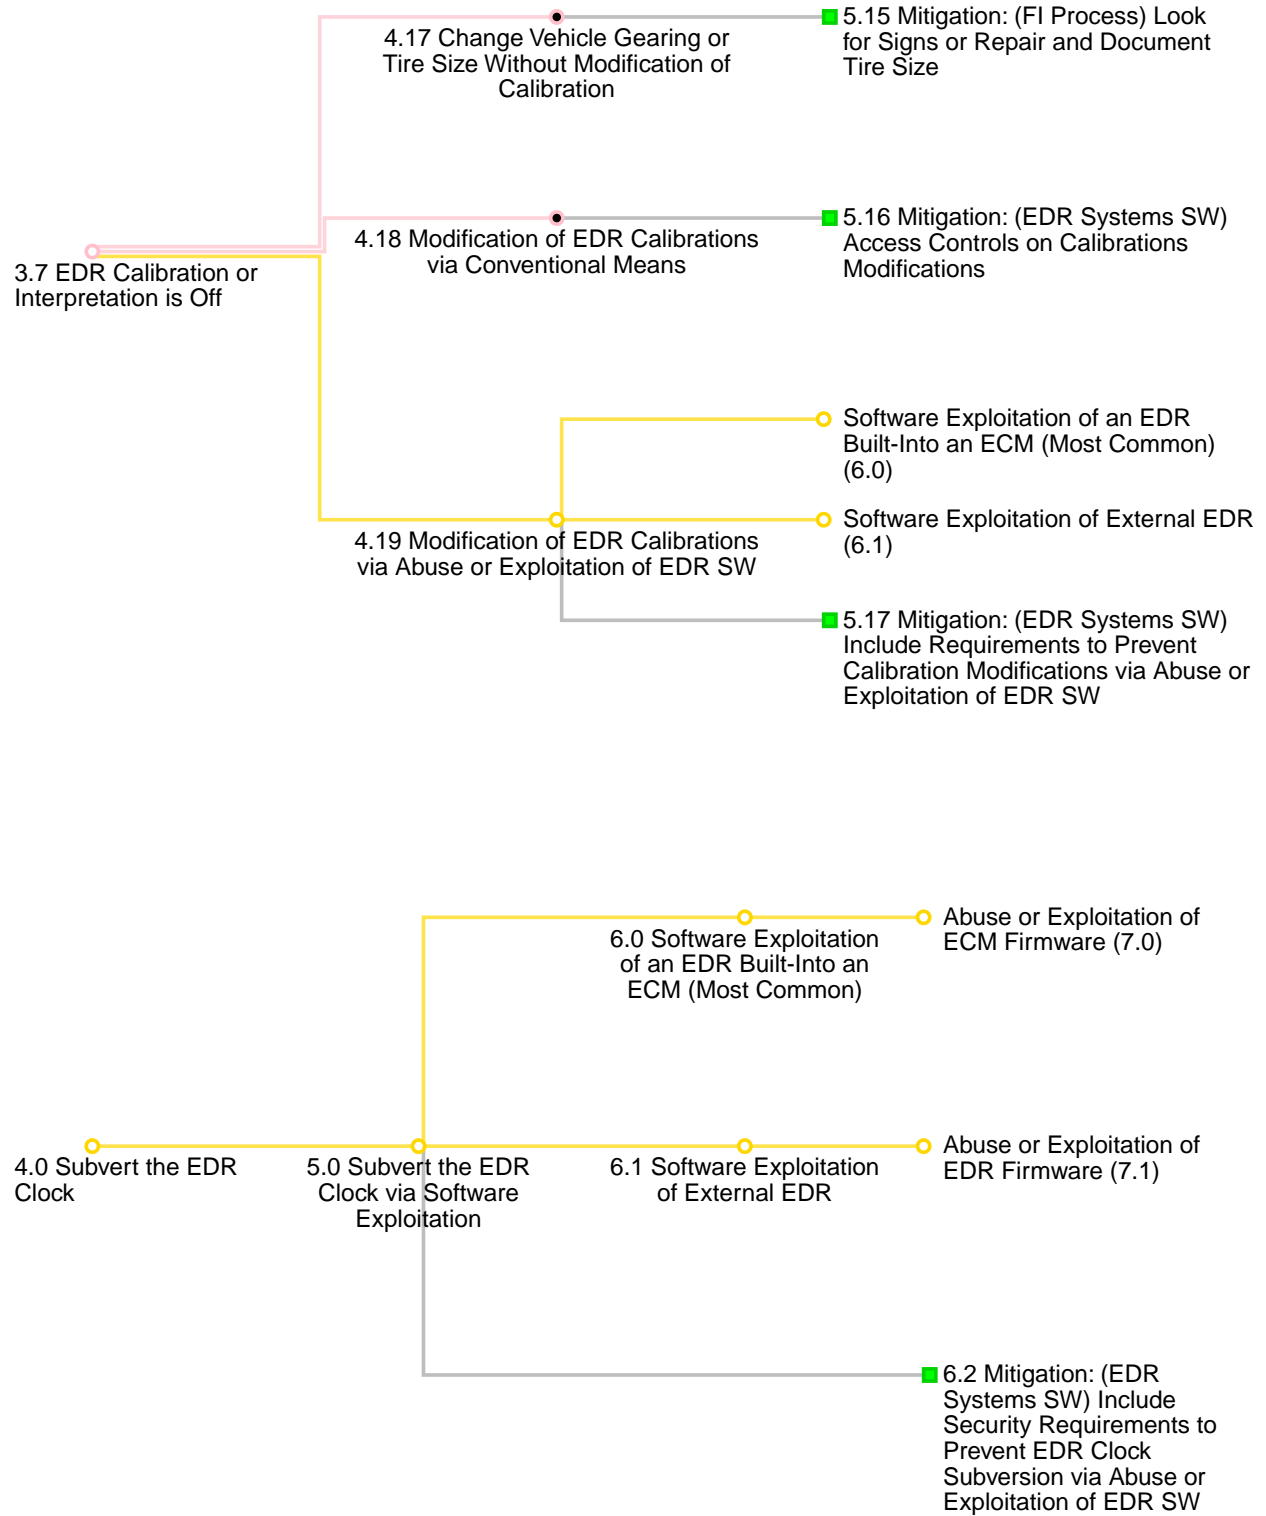 4.17 Change Vehicle Gearing or
Tire Size Without Modification of
Calibration
5.15 Mitigation: (FI Process) Look
for Signs or Repair and Document
Tire Size
4.18 Modification of EDR Calibrations
via Conventional Means
5.16 Mitigation: (EDR Systems SW)
Access Controls on Calibrations
Modifications
3.7 EDR Calibration or
Interpretation is Off
Software Exploitation of an EDR
Built-Into an ECM (Most Common)
(6.0)
4.19 Modification of EDR Calibrations
via Abuse or Exploitation of EDR SW
Software Exploitation of External EDR
(6.1)
5.17 Mitigation: (EDR Systems SW)
Include Requirements to Prevent
Calibration Modifications via Abuse or
Exploitation of EDR SW
6.0 Software Exploitation
of an EDR Built-Into an
ECM (Most Common)
Abuse or Exploitation of
ECM Firmware (7.0)
4.0 Subvert the EDR
Clock
5.0 Subvert the EDR
Clock via Software
Exploitation
6.1 Software Exploitation
of External EDR
Abuse or Exploitation of
EDR Firmware (7.1)
6.2 Mitigation: (EDR
Systems SW) Include
Security Requirements to
Prevent EDR Clock
Subversion via Abuse or
Exploitation of EDR SW